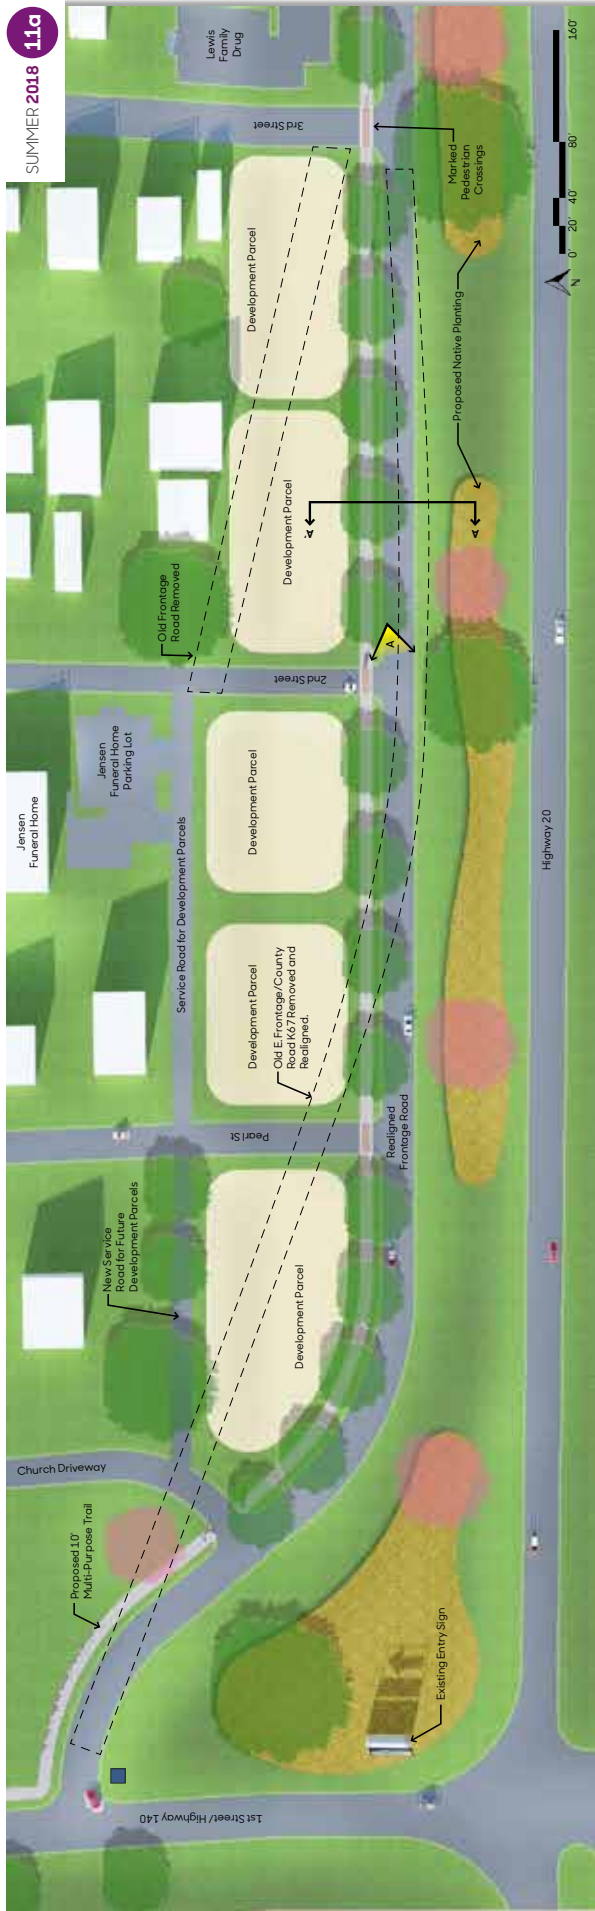 SUMMER 2018 11a
Lewis
Family
Drug
3rd Street
Marked
Pedestrian
Crossings
0' 20' 40' 80' 160'
N
Development Parcel
Proposed Native Planting
Development Parcel
A'
A
Old Frontage
Road Removed
A
2nd Street
Jensen
Funeral Home
Jensen
Funeral Home
Parking Lot
Development Parcel
Highway 20
Service Road for Development Parcels
Development Parcel
Old E. Frontage/County
Road K67 Removed and
Realigned.
Pearl St
Realigned
Frontage Road
New Service
Road for Future
Development Parcels
Development Parcel
Church Driveway
Proposed 10'
Multi-Purpose Trail
Existing Entry Sign
1st Street/Highway 140